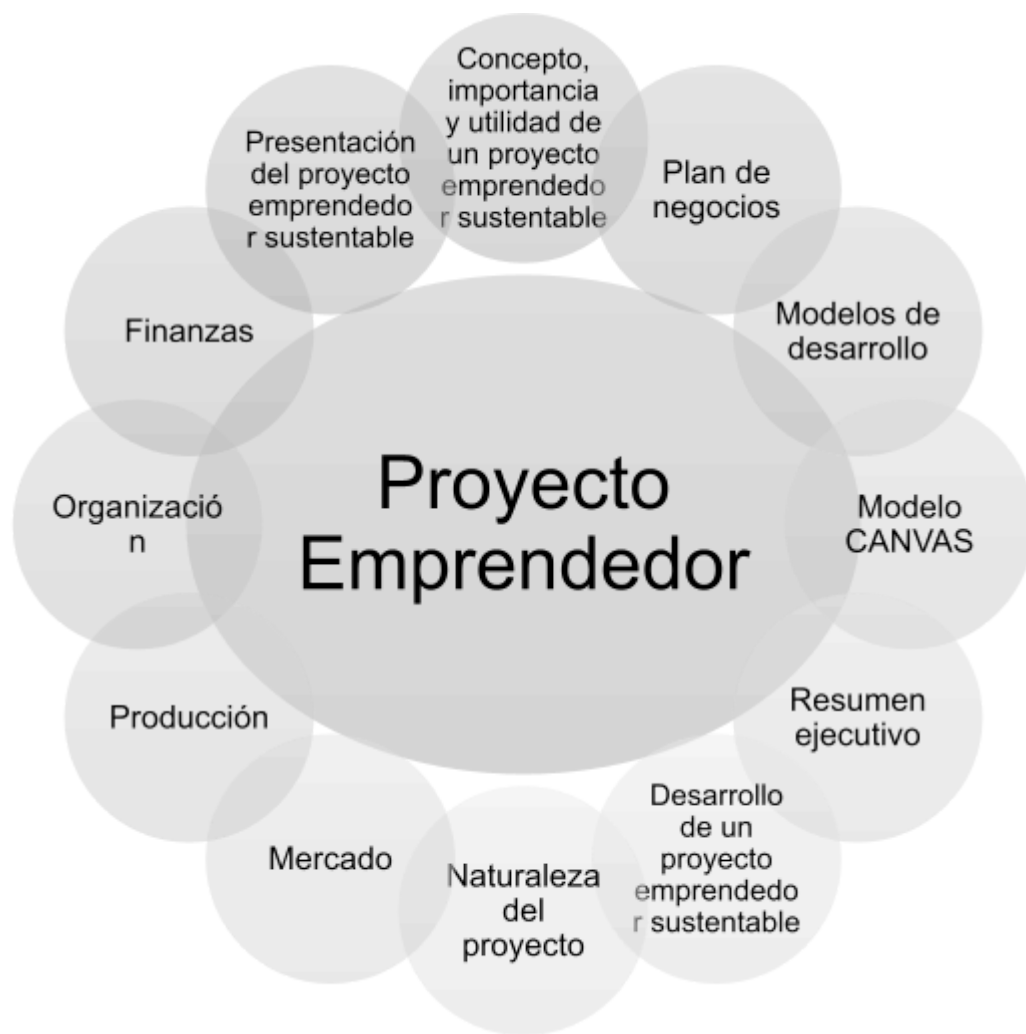 Concepto,
importancia
y utilidad de
un proyecto
emprendedo
r sustentable
Plan de
negocios
Modelos de
desarrollo
Modelo
CANVAS
Resumen
ejecutivo
Desarrollo
de un
proyecto
emprendedo
r sustentable
Naturaleza
del
proyecto
Mercado
Producción
Organizació
n
Finanzas
Presentación
del proyecto
emprendedo
r sustentable
Proyecto
Emprendedor